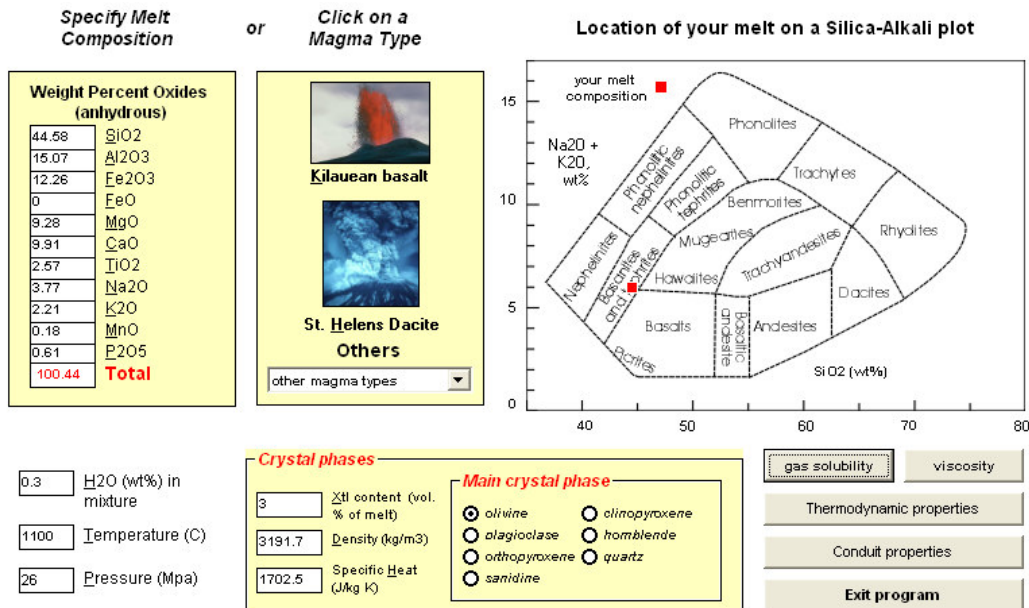 Specify Melt
Composition
or
Click on a
Magma Type
Location of your melt on a Silica-Alkali plot
Weight Percent Oxides
(anhydrous)
44.58 SiO2
15.07 Al2O3
12.26 Fe2O3
0 FeO
9.28 MgO
9.91 CaO
2.57 TiO2
3.77 Na2O
2.21 K2O
0.18 MnO
0.61 P2O5
100.44 Total
Kilauean basalt
St. Helens Dacite
Others
other magma types
your melt
composition
Na2O +
K2O,
wt%
15
10
5
0
40
50
60
70
80
SiO2 (wt%)
Phonolites
Trachytes
Rhydites
Phonolitic
nephelinites
Phonolitic
tephrites
Benmorites
Mugearites
Trachyandesites
Nephelinites
Basanites
and tephrites
Hawaiites
Dacites
Basalts
Basaltic
andesite
Andesites
Picrites
0.3 H2O (wt%) in
mixture
1100 Temperature (C)
26 Pressure (Mpa)
Crystal phases
3 Xtl content (vol.
% of melt)
3191.7 Density (kg/m3)
1702.5 Specific Heat
(J/kg K)
Main crystal phase
olivine
clinopyroxene
plagioclase
hornblende
orthopyroxene
quartz
sanidine
gas solubility
viscosity
Thermodynamic properties
Conduit properties
Exit program